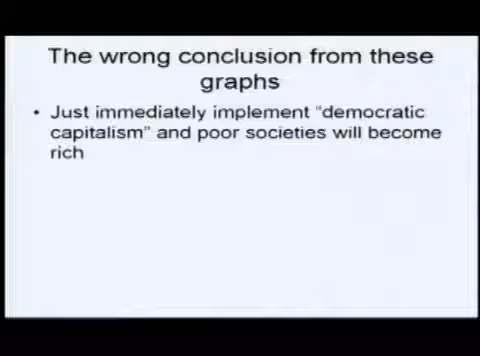 The wrong conclusion from these
graphs
• Just immediately implement "democratic
capitalism" and poor societies will become
rich